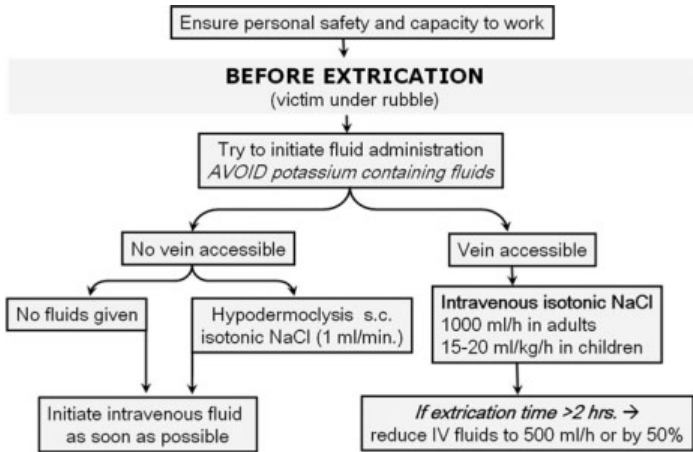 Ensure personal safety and capacity to work
BEFORE EXTRICATION
(victim under rubble)
Try to initiate fluid administration
AVOID potassium containing fluids
No vein accessible
Vein accessible
No fluids given
Hypodermoclysis s.c.
isotonic NaCl (1 ml/min.)
Intravenous isotonic NaCl
1000 ml/h in adults
15-20 ml/kg/h in children
Initiate intravenous fluid
as soon as possible
If extrication time >2 hrs. →
reduce IV fluids to 500 ml/h or by 50%